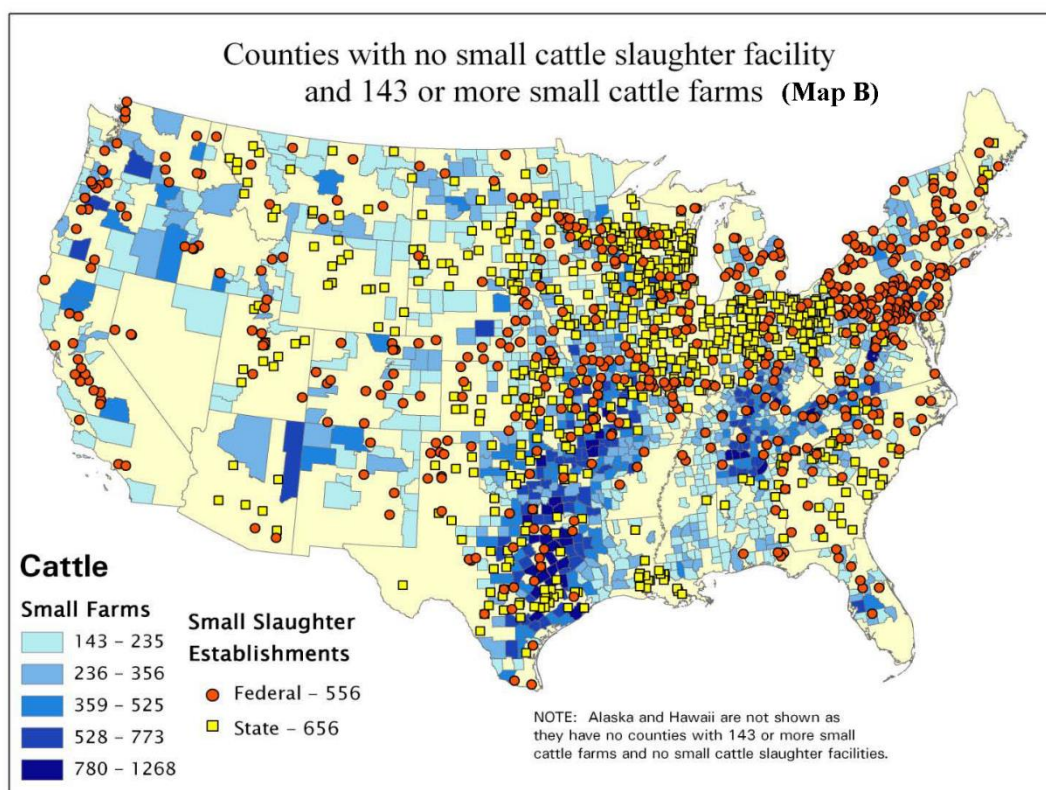 Counties with no small cattle slaughter facility
and 143 or more small cattle farms (Map B)
Cattle
Small Farms
143 – 235
236 – 356
359 – 525
528 – 773
780 – 1268
Small Slaughter
Establishments
Federal – 556
State – 656
NOTE: Alaska and Hawaii are not shown as
they have no counties with 143 or more small
cattle farms and no small cattle slaughter facilities.